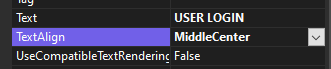 Text USER LOGIN
TextAlign MiddleCenter
UseCompatibleTextRendering False